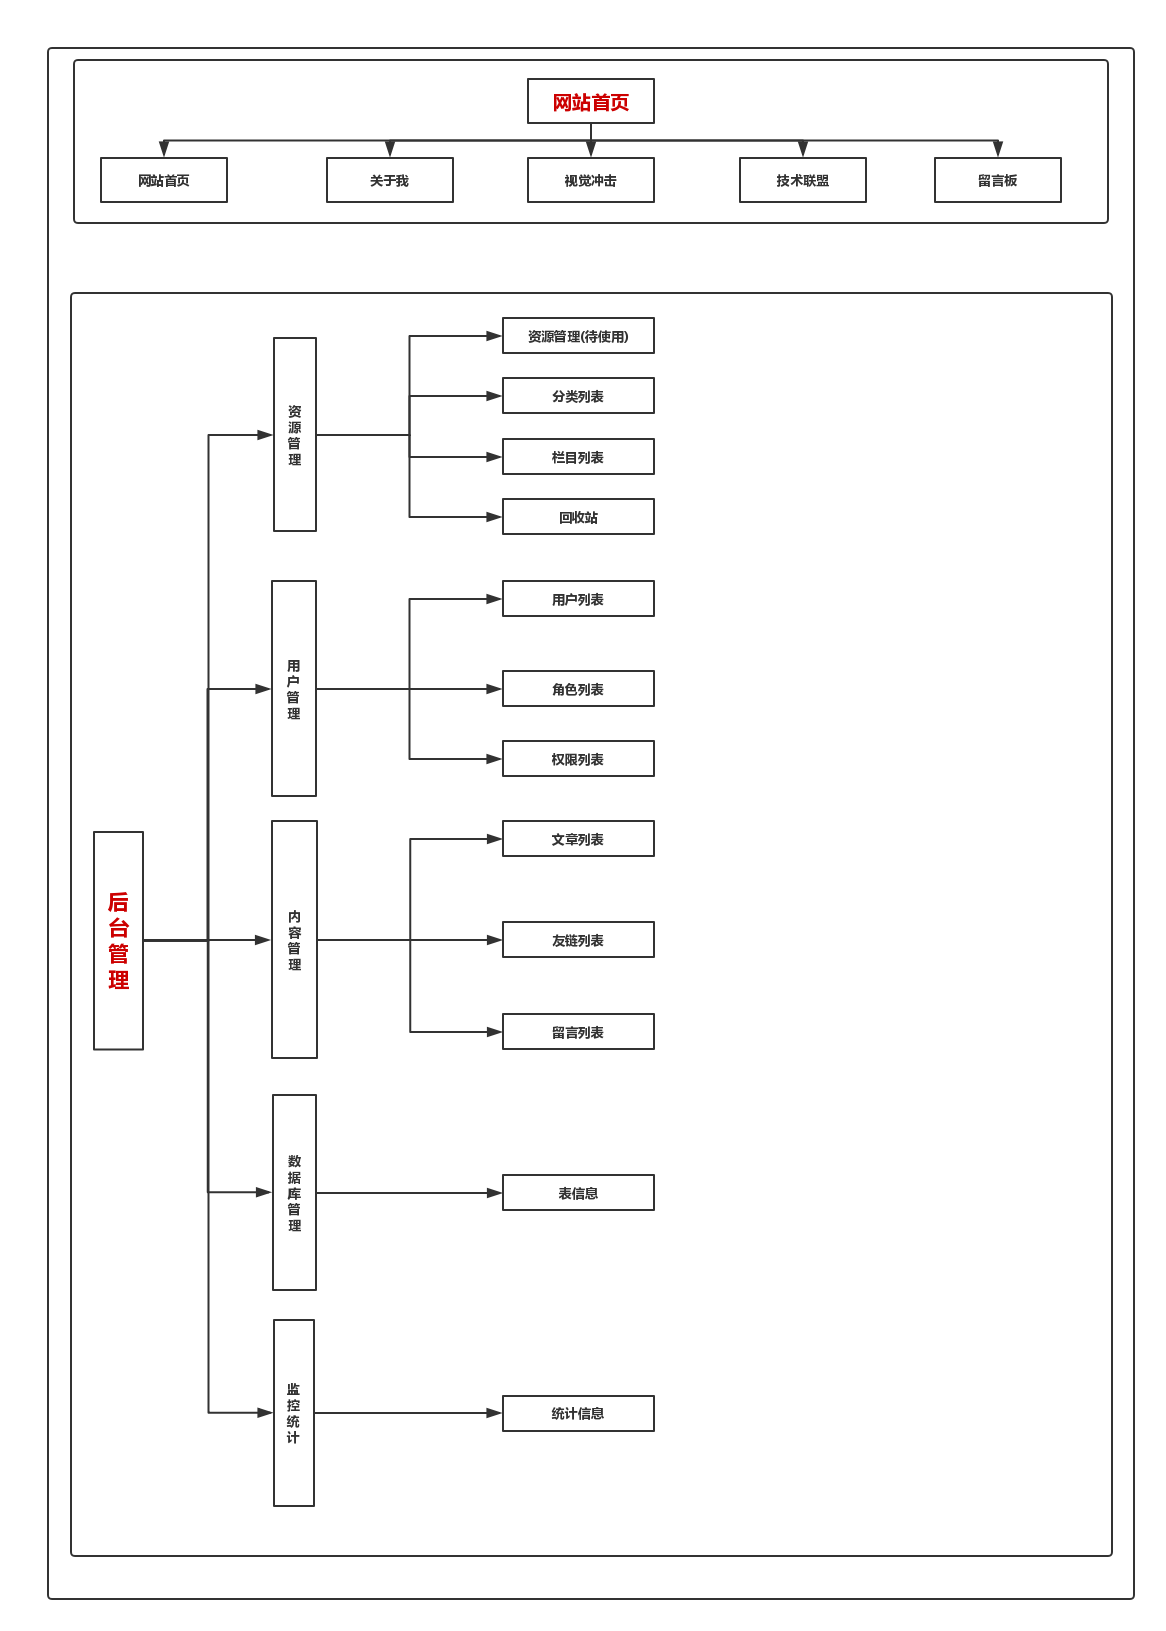 网站首页
网站首页
关于我
视觉冲击
技术联盟
留言板
资源管理(待使用)
分类列表
资源管理
栏目列表
回收站
用户列表
用户管理
角色列表
权限列表
文章列表
后台管理
内容管理
友链列表
留言列表
数据库管理
表信息
监控统计
统计信息